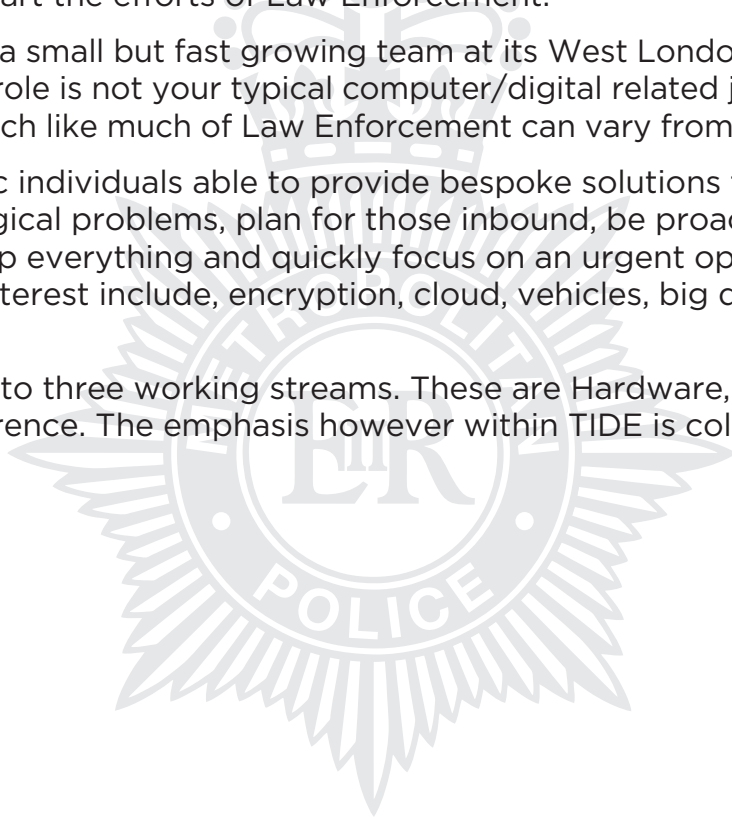 art the efforts of Law Enforcement.
a small but fast growing team at its West Londo
role is not your typical computer/digital related j
ch like much of Law Enforcement can vary from
c individuals able to provide bespoke solutions
gical problems, plan for those inbound, be proac
p everything and quickly focus on an urgent op
terest include, encryption, cloud, vehicles, big d
to three working streams. These are Hardware,
rence. The emphasis however within TIDE is col
METROPOLITAN
EIIR
POLICE